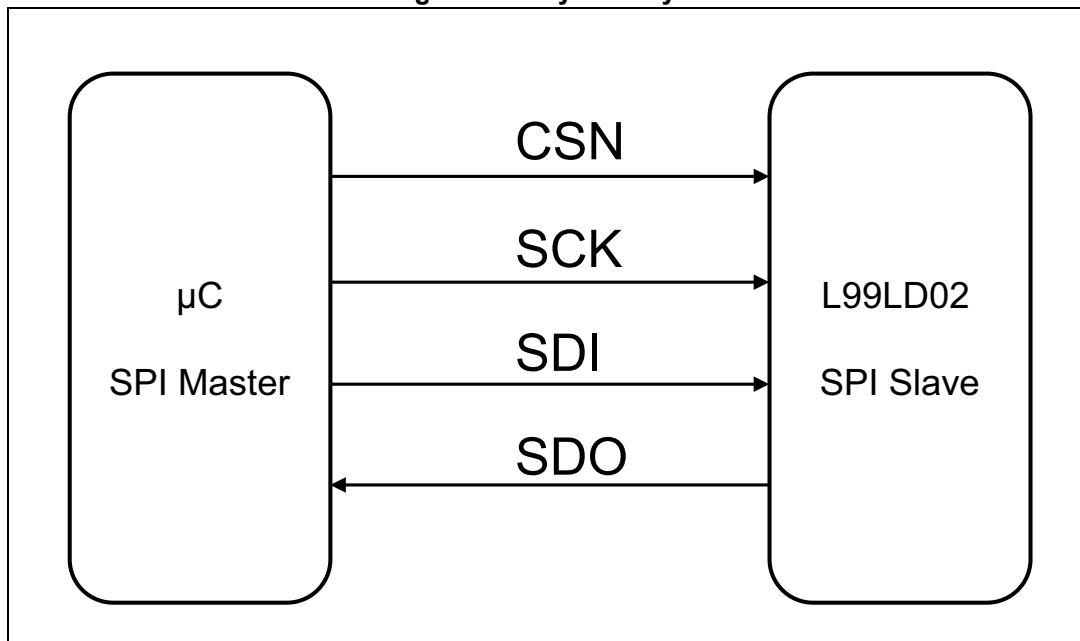 CSN
SCK
µC
L99LD02
SDI
SPI Master
SPI Slave
SDO